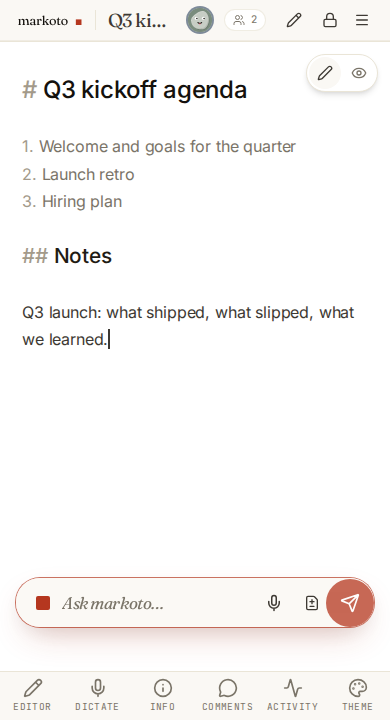 markoto
Q3 ki...
2
# Q3 kickoff agenda
1. Welcome and goals for the quarter
2. Launch retro
3. Hiring plan
## Notes
Q3 launch: what shipped, what slipped, what
we learned.
Ask markoto...
EDITOR
DICTATE
INFO
COMMENTS
ACTIVITY
THEME